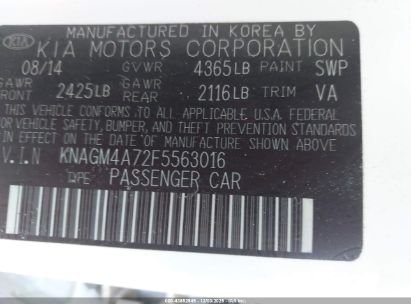 MANUFACTURED IN KOREA BY
KIA KIA MOTORS CORPORATION
08/14 GVWR 4365LB PAINT SWP
GAWR FRONT 2425LB GAWR REAR 2116LB TRIM VA
THIS VEHICLE CONFORMS TO ALL APPLICABLE U.S. FEDERAL
MOTOR VEHICLE SAFETY, BUMPER, AND THEFT PREVENTION
STANDARDS IN EFFECT ON THE DATE OF MANUFACTURE SHOWN ABOVE.
V.I.N KNAGM4A72F5563016
TYPE PASSENGER CAR